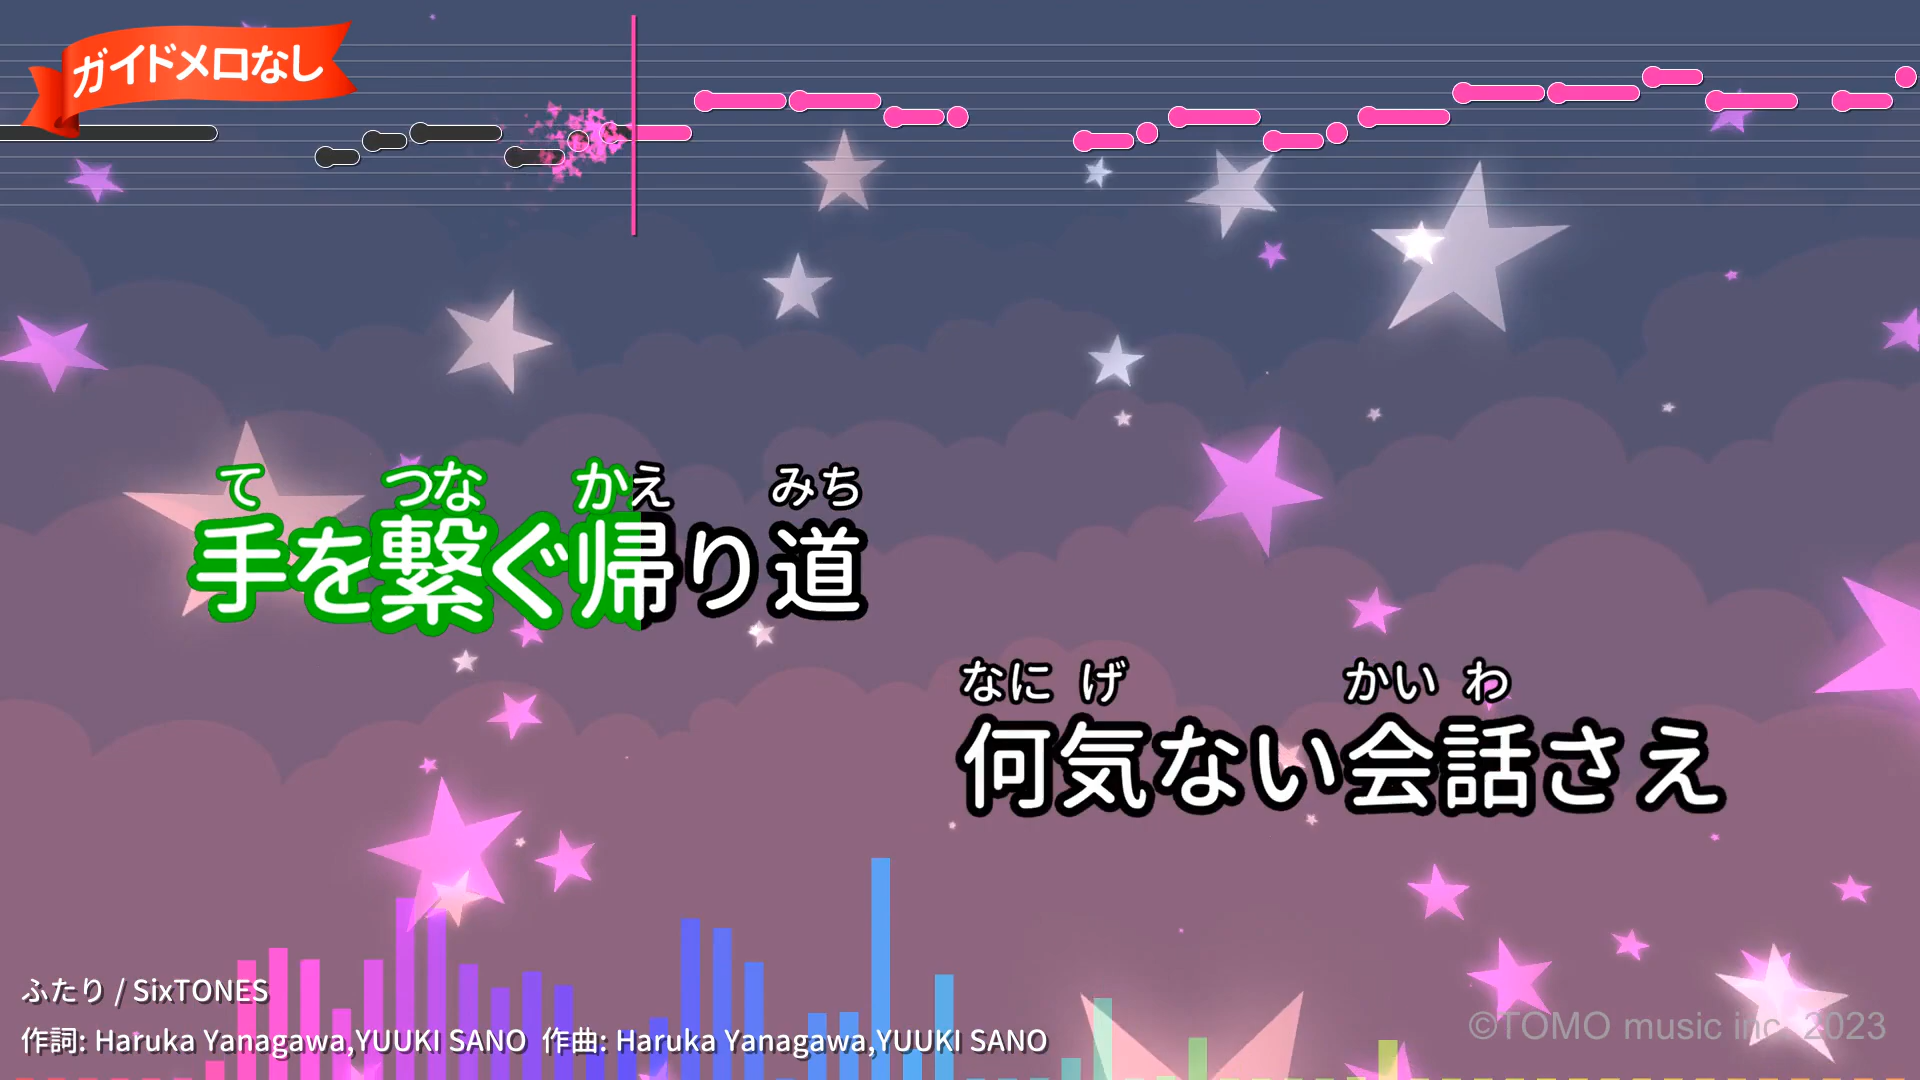 ガイドメロなし
て つな かえ みち
手を繋ぐ帰り道
なに げ かい わ
何気ない会話さえ
ふたり / SixTONES
作詞: Haruka Yanagawa,YUUKI SANO 作曲: Haruka Yanagawa,YUUKI SANO
©TOMO music inc. 2023